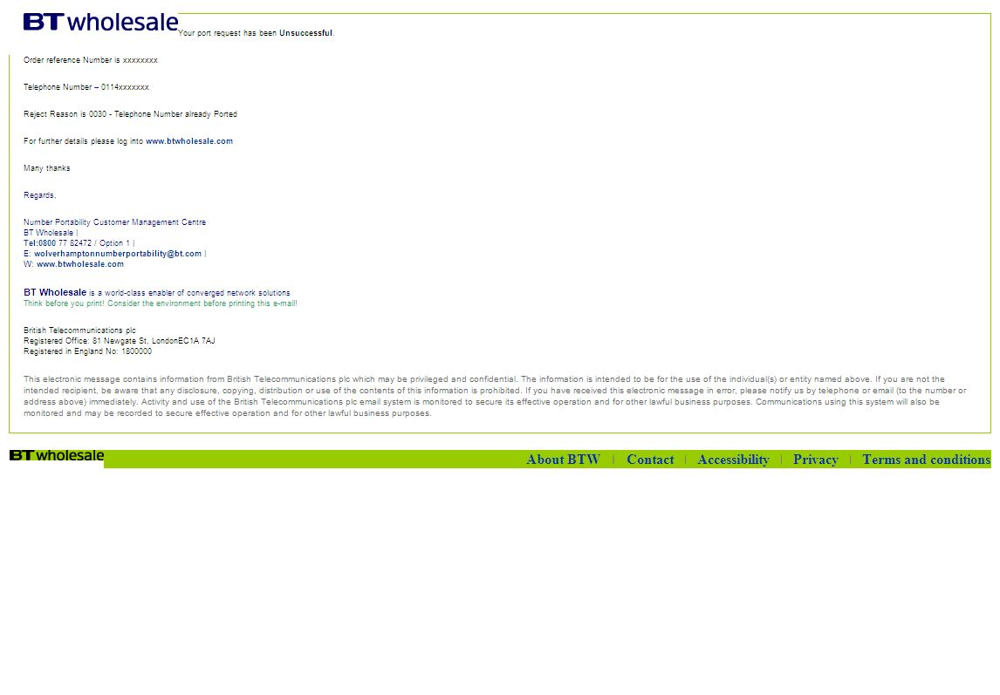 BT wholesale
Your port request has been Unsuccessful.
Order reference Number is xxxxxxxx
Telephone Number – 0114xxxxxxx
Reject Reason is 0030 - Telephone Number already Ported
For further details please log into www.btwholesale.com
Many thanks
Regards,
Number Portability Customer Management Centre
BT Wholesale |
Tel:0800 77 82472 / Option 1 |
E: wolverhamptonnumberportability@bt.com |
W: www.btwholesale.com
BT Wholesale is a world-class enabler of converged network solutions
Think before you print! Consider the environment before printing this e-mail!
British Telecommunications plc
Registered Office: 81 Newgate St, LondonEC1A 7AJ
Registered in England No: 1800000
This electronic message contains information from British Telecommunications plc which may be privileged and confidential. The information is intended to be for the use of the individual(s) or entity named above. If you are not the
intended recipient, be aware that any disclosure, copying, distribution or use of the contents of this information is prohibited. If you have received this electronic message in error, please notify us by telephone or email (to the number or
address above) immediately. Activity and use of the British Telecommunications plc email system is monitored to secure its effective operation and for other lawful business purposes. Communications using this system will also be
monitored and may be recorded to secure effective operation and for other lawful business purposes.
BT wholesale About BTW | Contact | Accessibility | Privacy | Terms and conditions